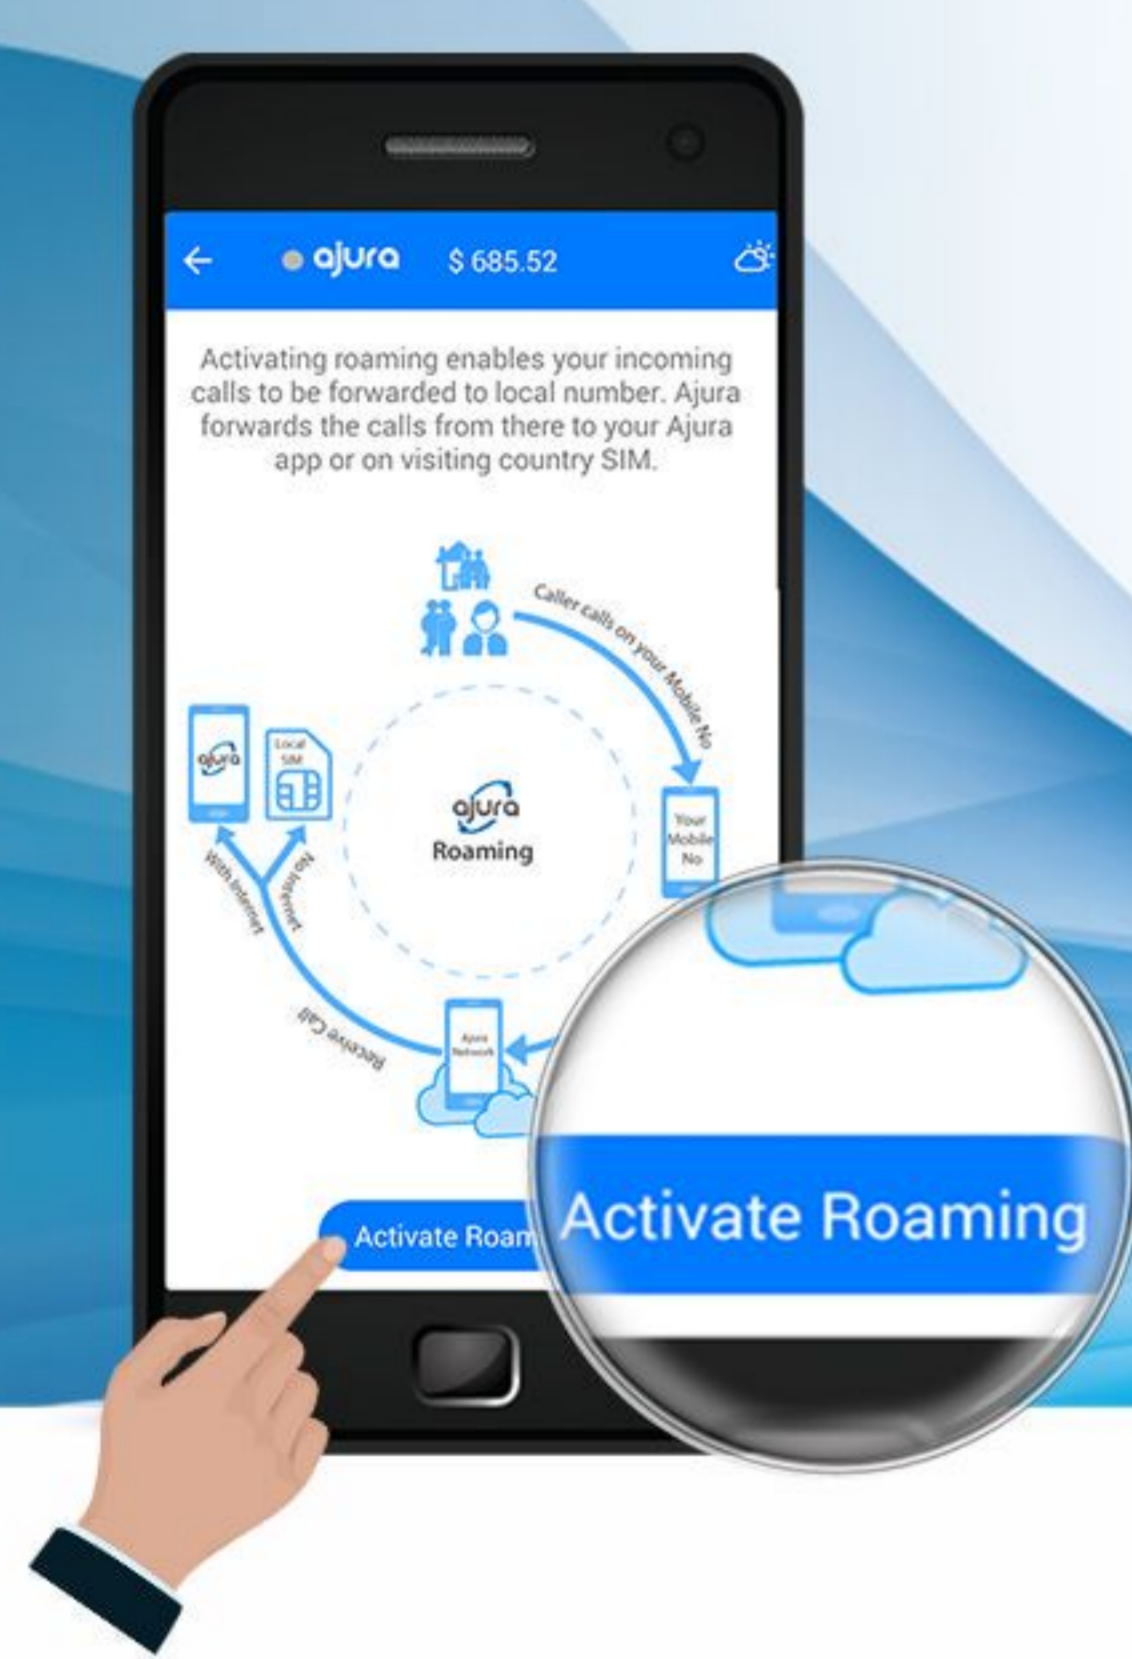 ajura $ 685.52
Activating roaming enables your incoming
calls to be forwarded to local number. Ajura
forwards the calls from there to your Ajura
app or on visiting country SIM.
Caller calls on your Mobile No
ajura
Local
SIM
ajura
Roaming
Your
Mobile
No
With Internet
No Internet
Receive Call
Ajura
Network
Activate Roam
Activate Roaming